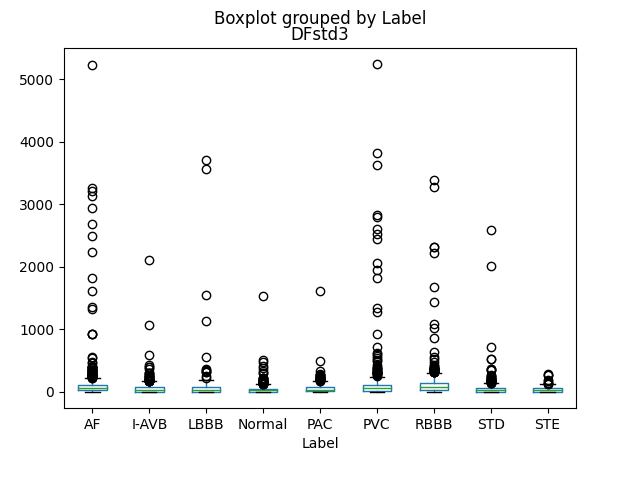 Boxplot grouped by Label
DFstd3
5000
4000
3000
2000
1000
0
AF I-AVB LBBB Normal PAC PVC RBBB STD STE
Label